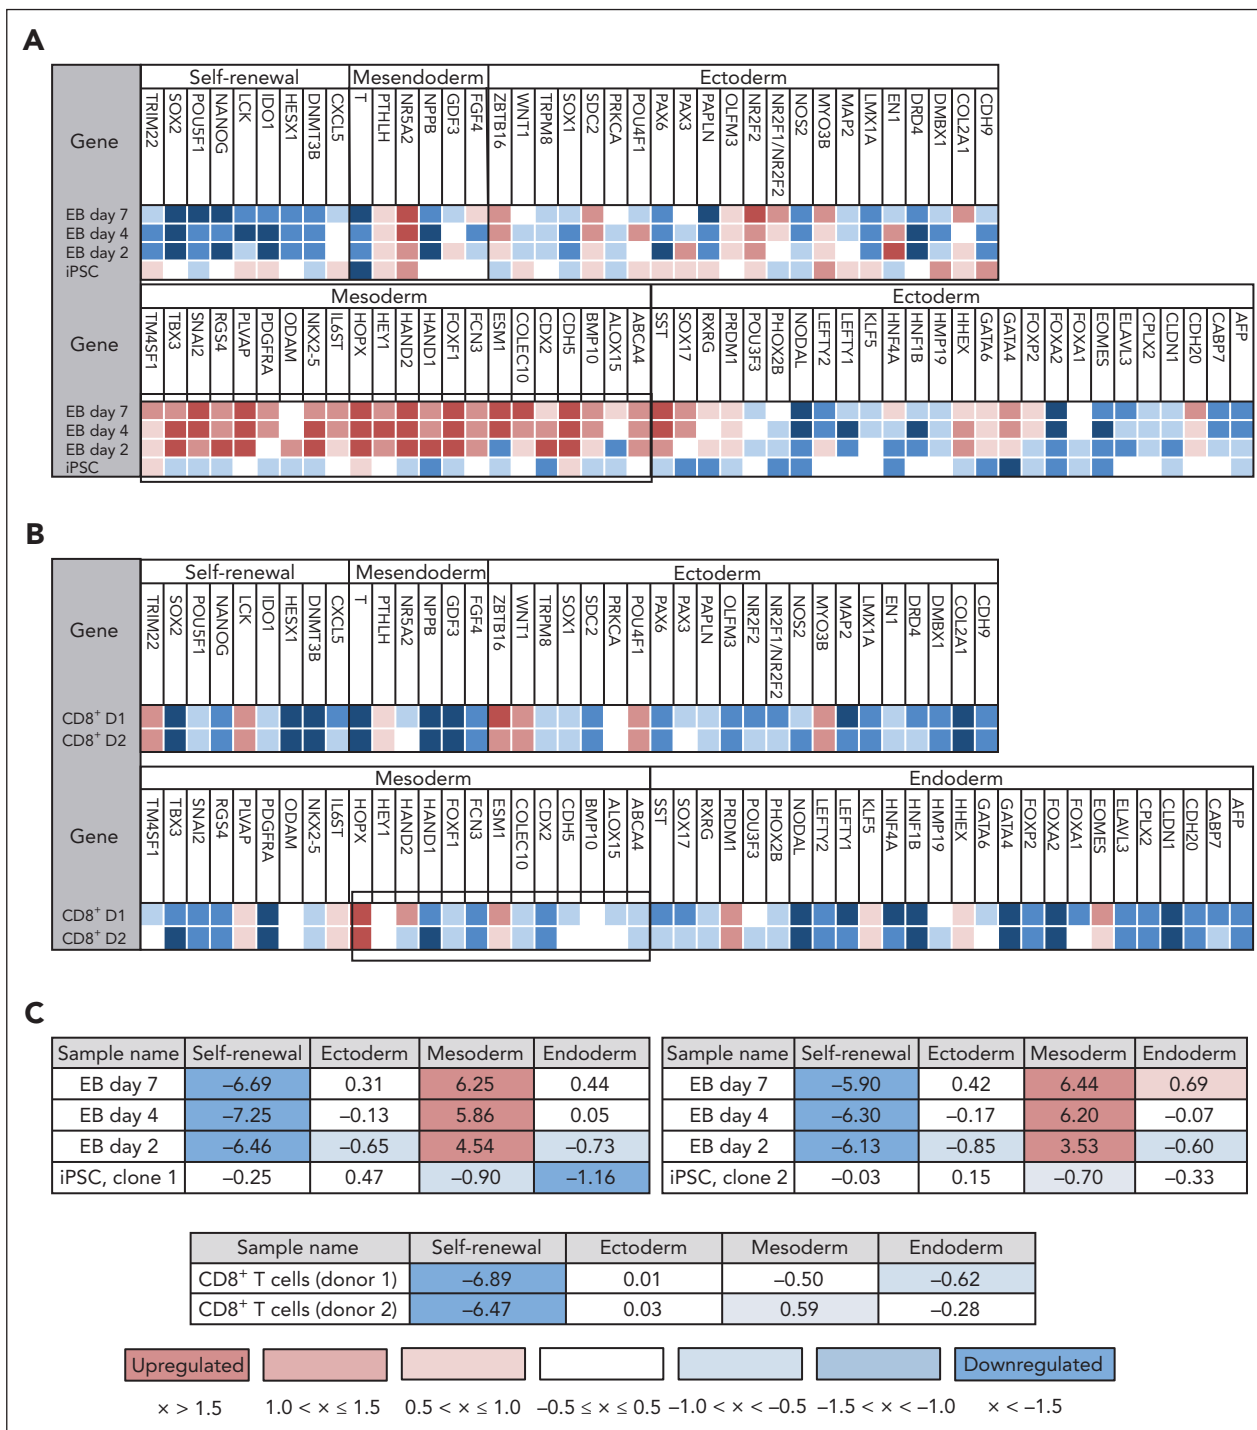 A
Self-renewal Mesendoderm Ectoderm
Gene TRIM22 SOX2 POU5F1 NANOG LCK IDO1 HESX1 DNMT3B CXCL5 T PTHLH NR5A2 NPPB GDF3 FGF4 ZBTB16 WNT1 TRPM8 SOX1 SDC2 PRKCA POU4F1 PAX6 PAX3 PAPLN OLFM3 NR2F2 NR2F1/NR2F2 NOS2 MYO3B MAP2 LMX1A EN1 DRD4 DMBX1 COL2A1 CDH9
EB day 7
EB day 4
EB day 2
iPSC
Mesoderm Ectoderm
Gene TM4SF1 TBX3 SNAI2 RGS4 PLVAP PDGFRA ODAM NKX2-5 IL6ST HOPX HEY1 HAND2 HAND1 FOXF1 FCN3 ESM1 COLEC10 CDX2 CDH5 BMP10 ALOX15 ABCA4 SST SOX17 RXRG PRDM1 POU3F3 PHOX2B NODAL LEFTY2 LEFTY1 KLF5 HNF4A HNF1B HMP19 HHEX GATA6 GATA4 FOXP2 FOXA2 FOXA1 EOMES ELAVL3 CPLX2 CLDN1 CDH20 CABP7 AFP
EB day 7
EB day 4
EB day 2
iPSC
B
Self-renewal Mesendoderm Ectoderm
Gene TRIM22 SOX2 POU5F1 NANOG LCK IDO1 HESX1 DNMT3B CXCL5 T PTHLH NR5A2 NPPB GDF3 FGF4 ZBTB16 WNT1 TRPM8 SOX1 SDC2 PRKCA POU4F1 PAX6 PAX3 PAPLN OLFM3 NR2F2 NR2F1/NR2F2 NOS2 MYO3B MAP2 LMX1A EN1 DRD4 DMBX1 COL2A1 CDH9
CD8+ D1
CD8+ D2
Mesoderm Endoderm
Gene TM4SF1 TBX3 SNAI2 RGS4 PLVAP PDGFRA ODAM NKX2-5 IL6ST HOPX HEY1 HAND2 HAND1 FOXF1 FCN3 ESM1 COLEC10 CDX2 CDH5 BMP10 ALOX15 ABCA4 SST SOX17 RXRG PRDM1 POU3F3 PHOX2B NODAL LEFTY2 LEFTY1 KLF5 HNF4A HNF1B HMP19 HHEX GATA6 GATA4 FOXP2 FOXA2 FOXA1 EOMES ELAVL3 CPLX2 CLDN1 CDH20 CABP7 AFP
CD8+ D1
CD8+ D2
C
Sample name Self-renewal Ectoderm Mesoderm Endoderm
EB day 7 –6.69 0.31 6.25 0.44
EB day 4 –7.25 –0.13 5.86 0.05
EB day 2 –6.46 –0.65 4.54 –0.73
iPSC, clone 1 –0.25 0.47 –0.90 –1.16
Sample name Self-renewal Ectoderm Mesoderm Endoderm
EB day 7 –5.90 0.42 6.44 0.69
EB day 4 –6.30 –0.17 6.20 –0.07
EB day 2 –6.13 –0.85 3.53 –0.60
iPSC, clone 2 –0.03 0.15 –0.70 –0.33
Sample name Self-renewal Ectoderm Mesoderm Endoderm
CD8+ T cells (donor 1) –6.89 0.01 –0.50 –0.62
CD8+ T cells (donor 2) –6.47 0.03 0.59 –0.28
Upregulated Downregulated
× > 1.5 1.0 < × ≤ 1.5 0.5 < × ≤ 1.0 –0.5 ≤ × ≤ 0.5 –1.0 < × < –0.5 –1.5 < × < –1.0 × < –1.5